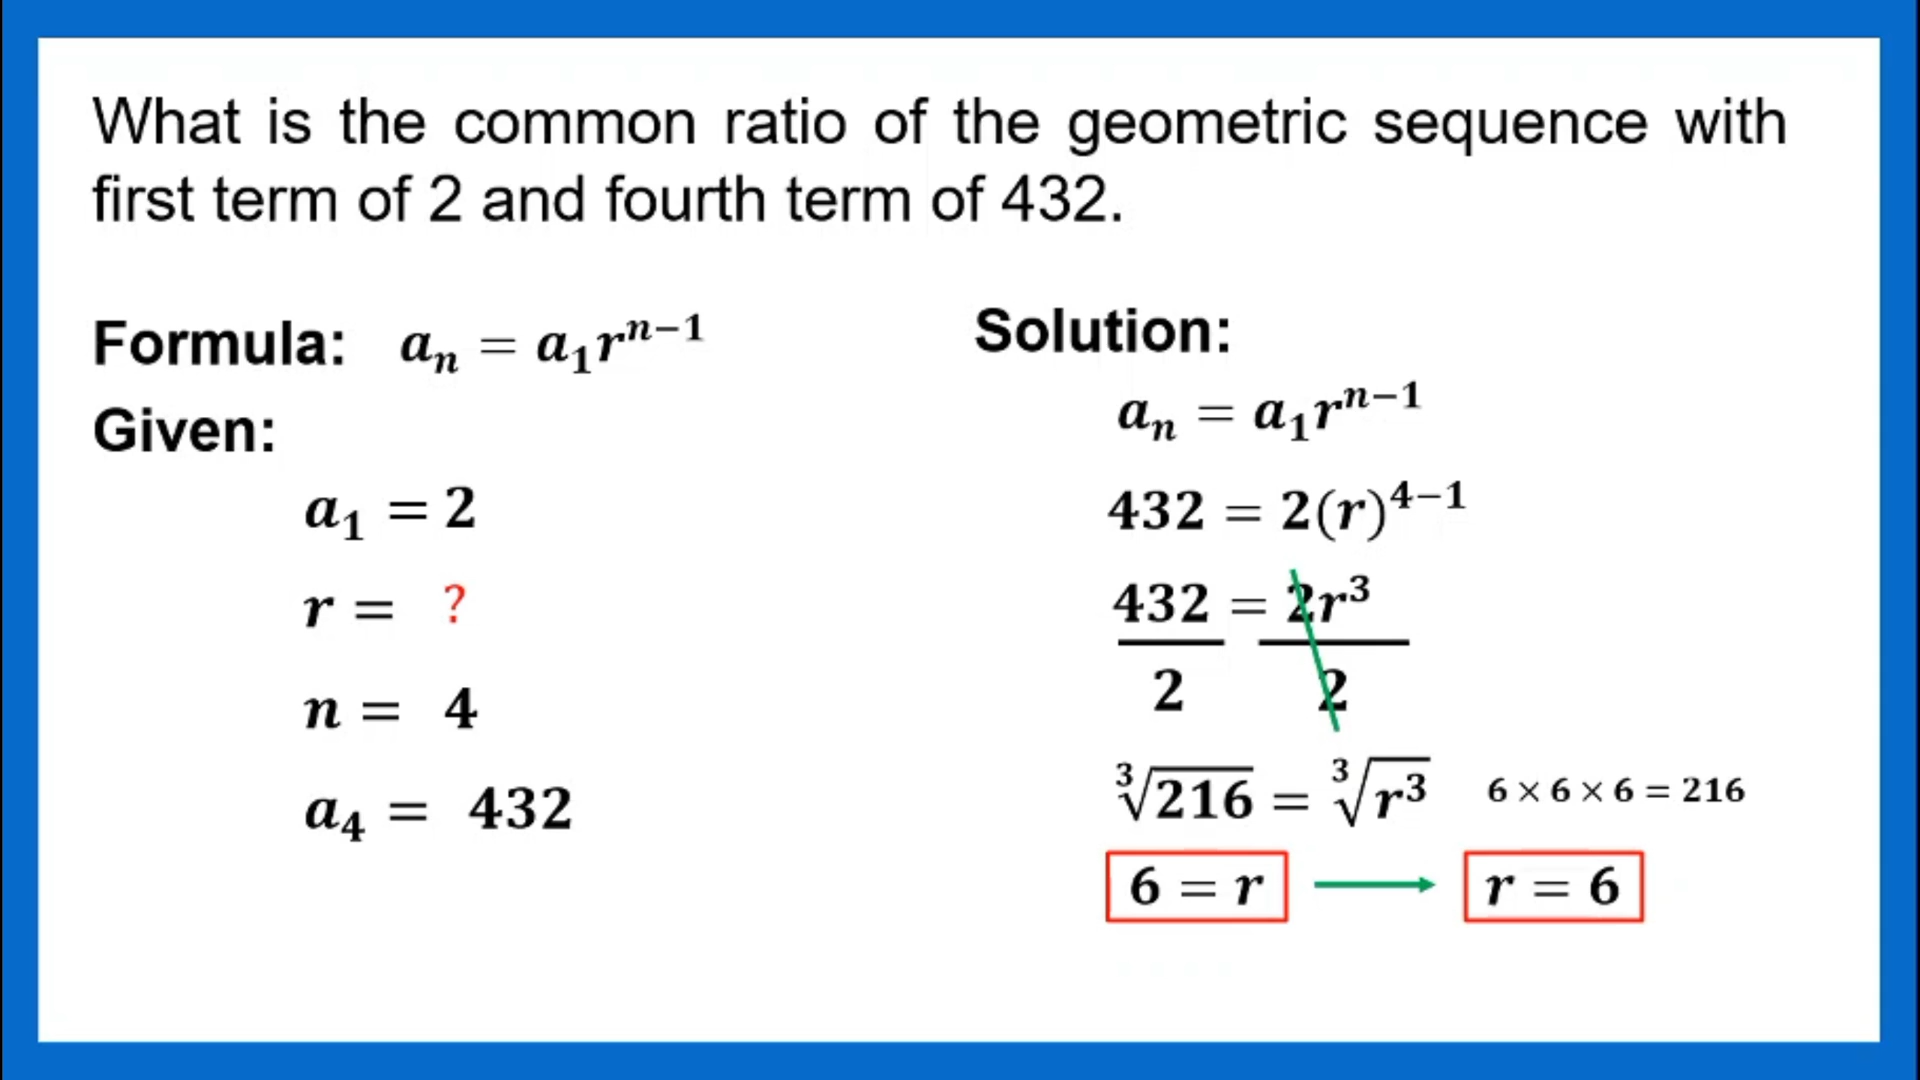 What is the common ratio of the geometric sequence with
first term of 2 and fourth term of 432.
Formula: aₙ = a₁rⁿ⁻¹
Given:
a₁ = 2
r = ?
n = 4
a₄ = 432
Solution:
aₙ = a₁rⁿ⁻¹
432 = 2(r)⁴⁻¹
432 = 2r³
2 2
∛216 = ∛r³ 6 × 6 × 6 = 216
6 = r → r = 6